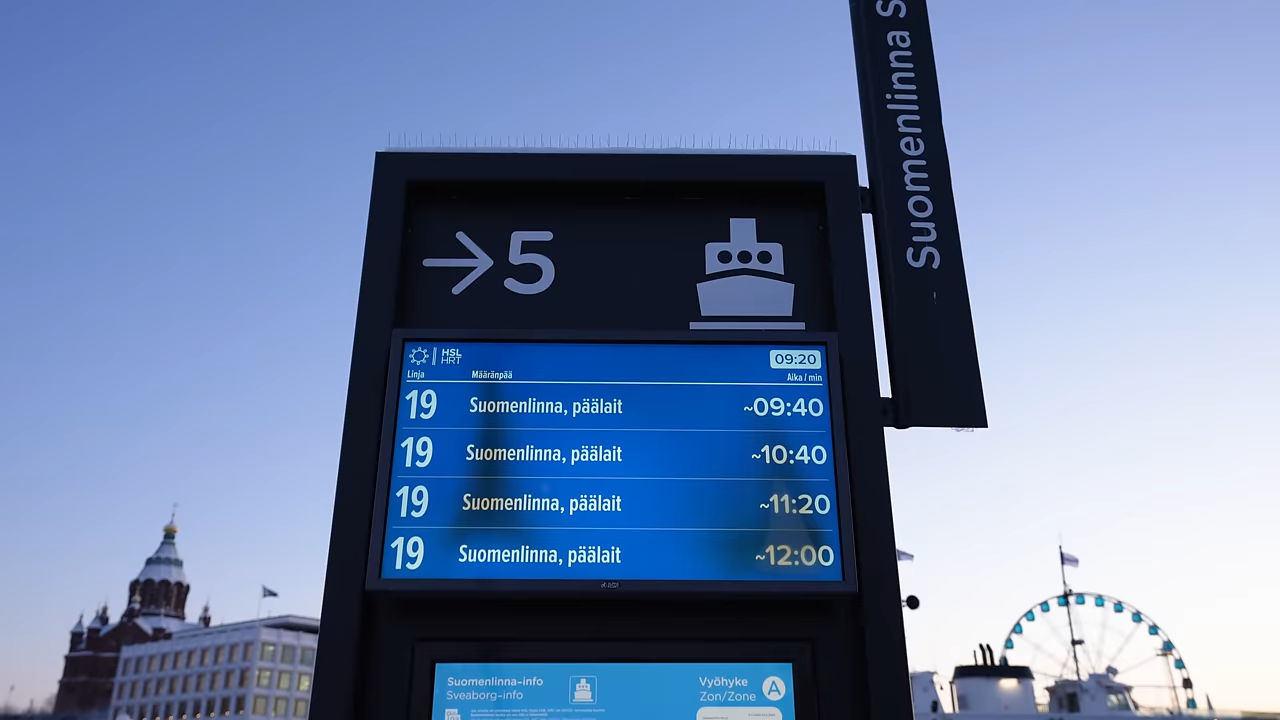 Suomenlinna S
→5
HSL
HRT
09:20
Linja Määränpää Aika / min
19 Suomenlinna, päälait ~09:40
19 Suomenlinna, päälait ~10:40
19 Suomenlinna, päälait ~11:20
19 Suomenlinna, päälait ~12:00
Suomenlinna-info
Sveaborg-info
Vyöhyke
Zon/Zone
A